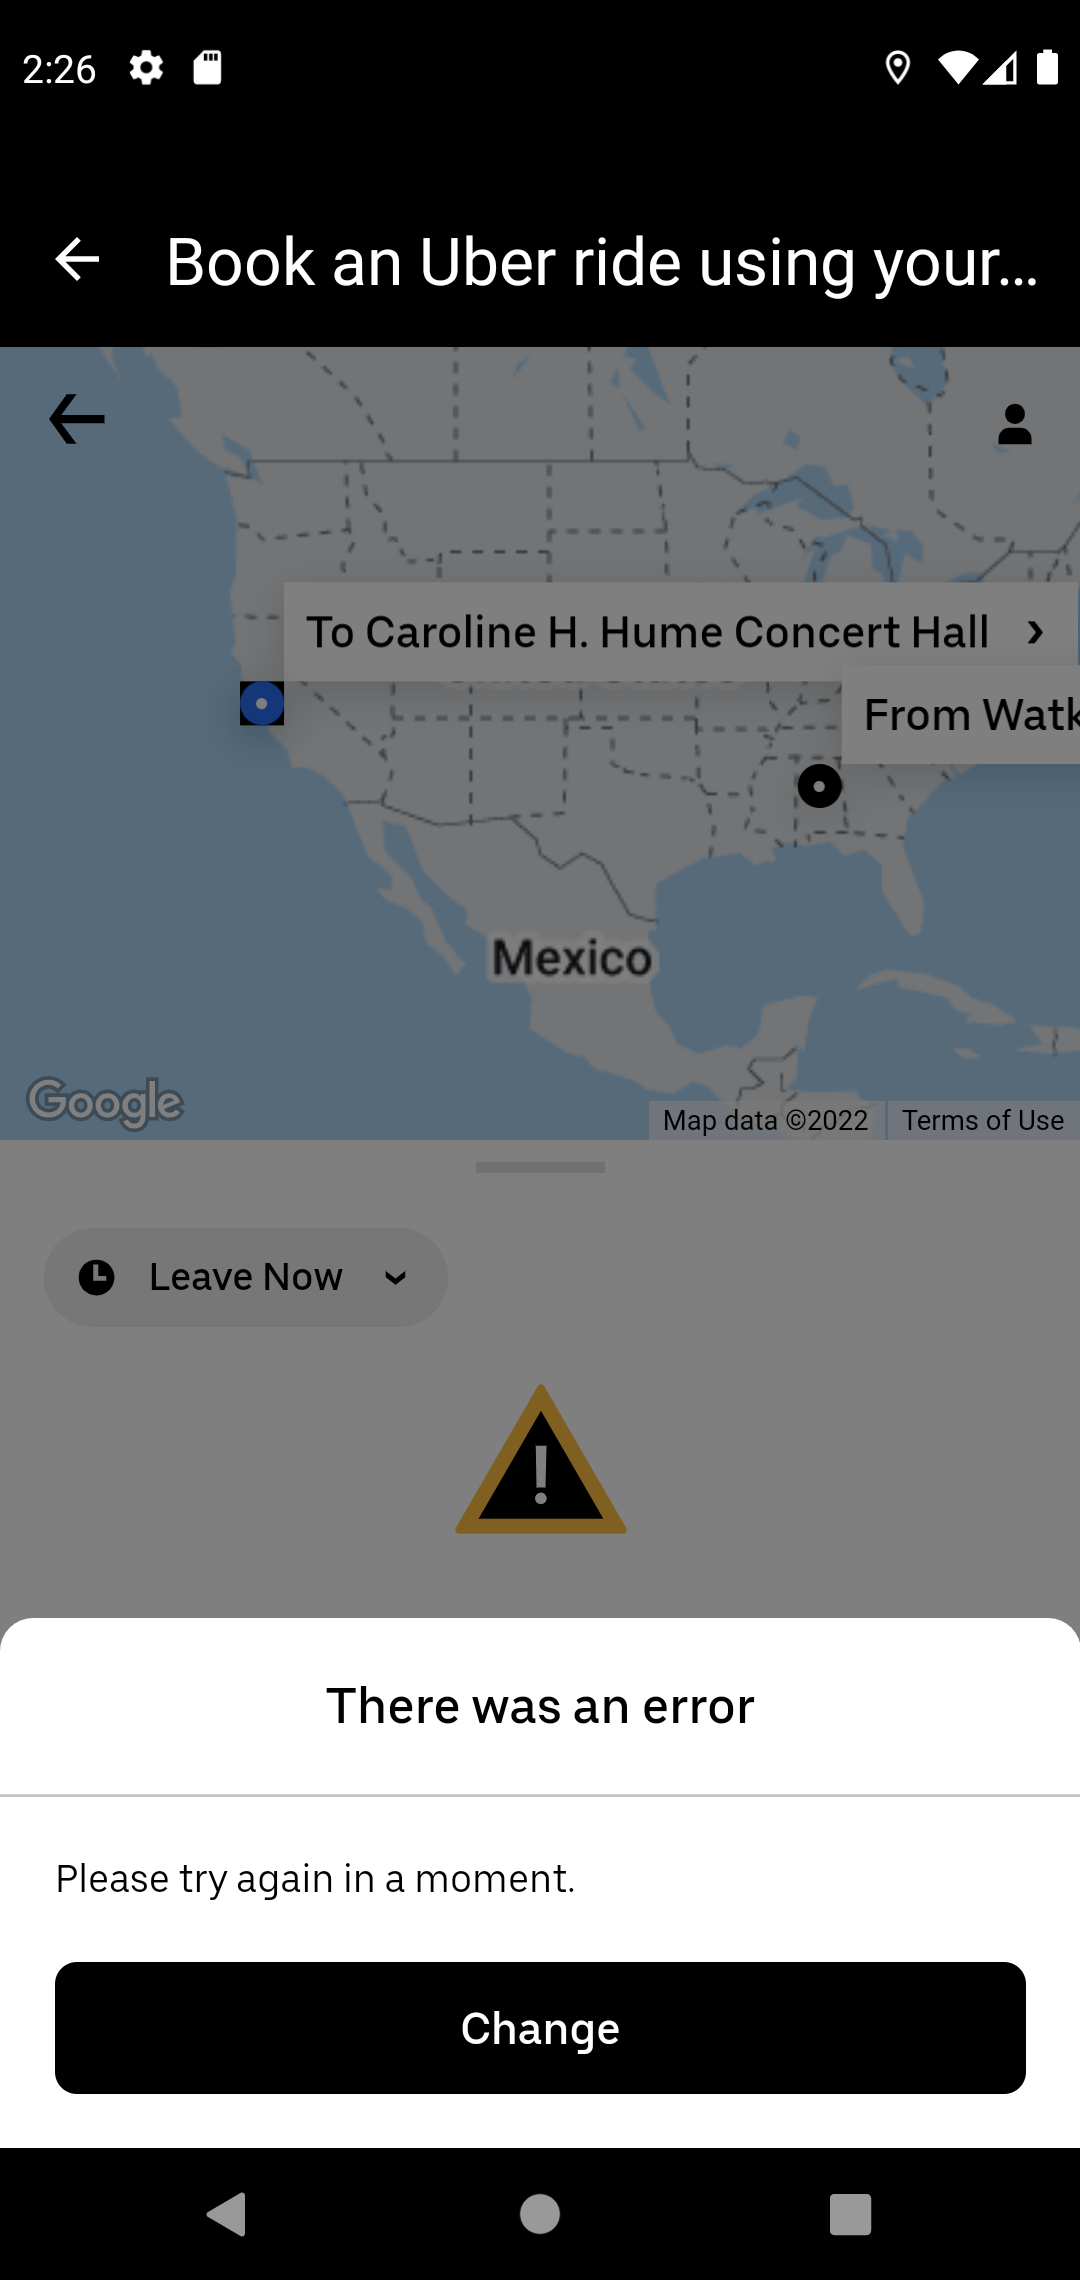 2:26
Book an Uber ride using your...
To Caroline H. Hume Concert Hall
From Watk
Mexico
Google
Map data ©2022
Terms of Use
Leave Now
There was an error
Please try again in a moment.
Change